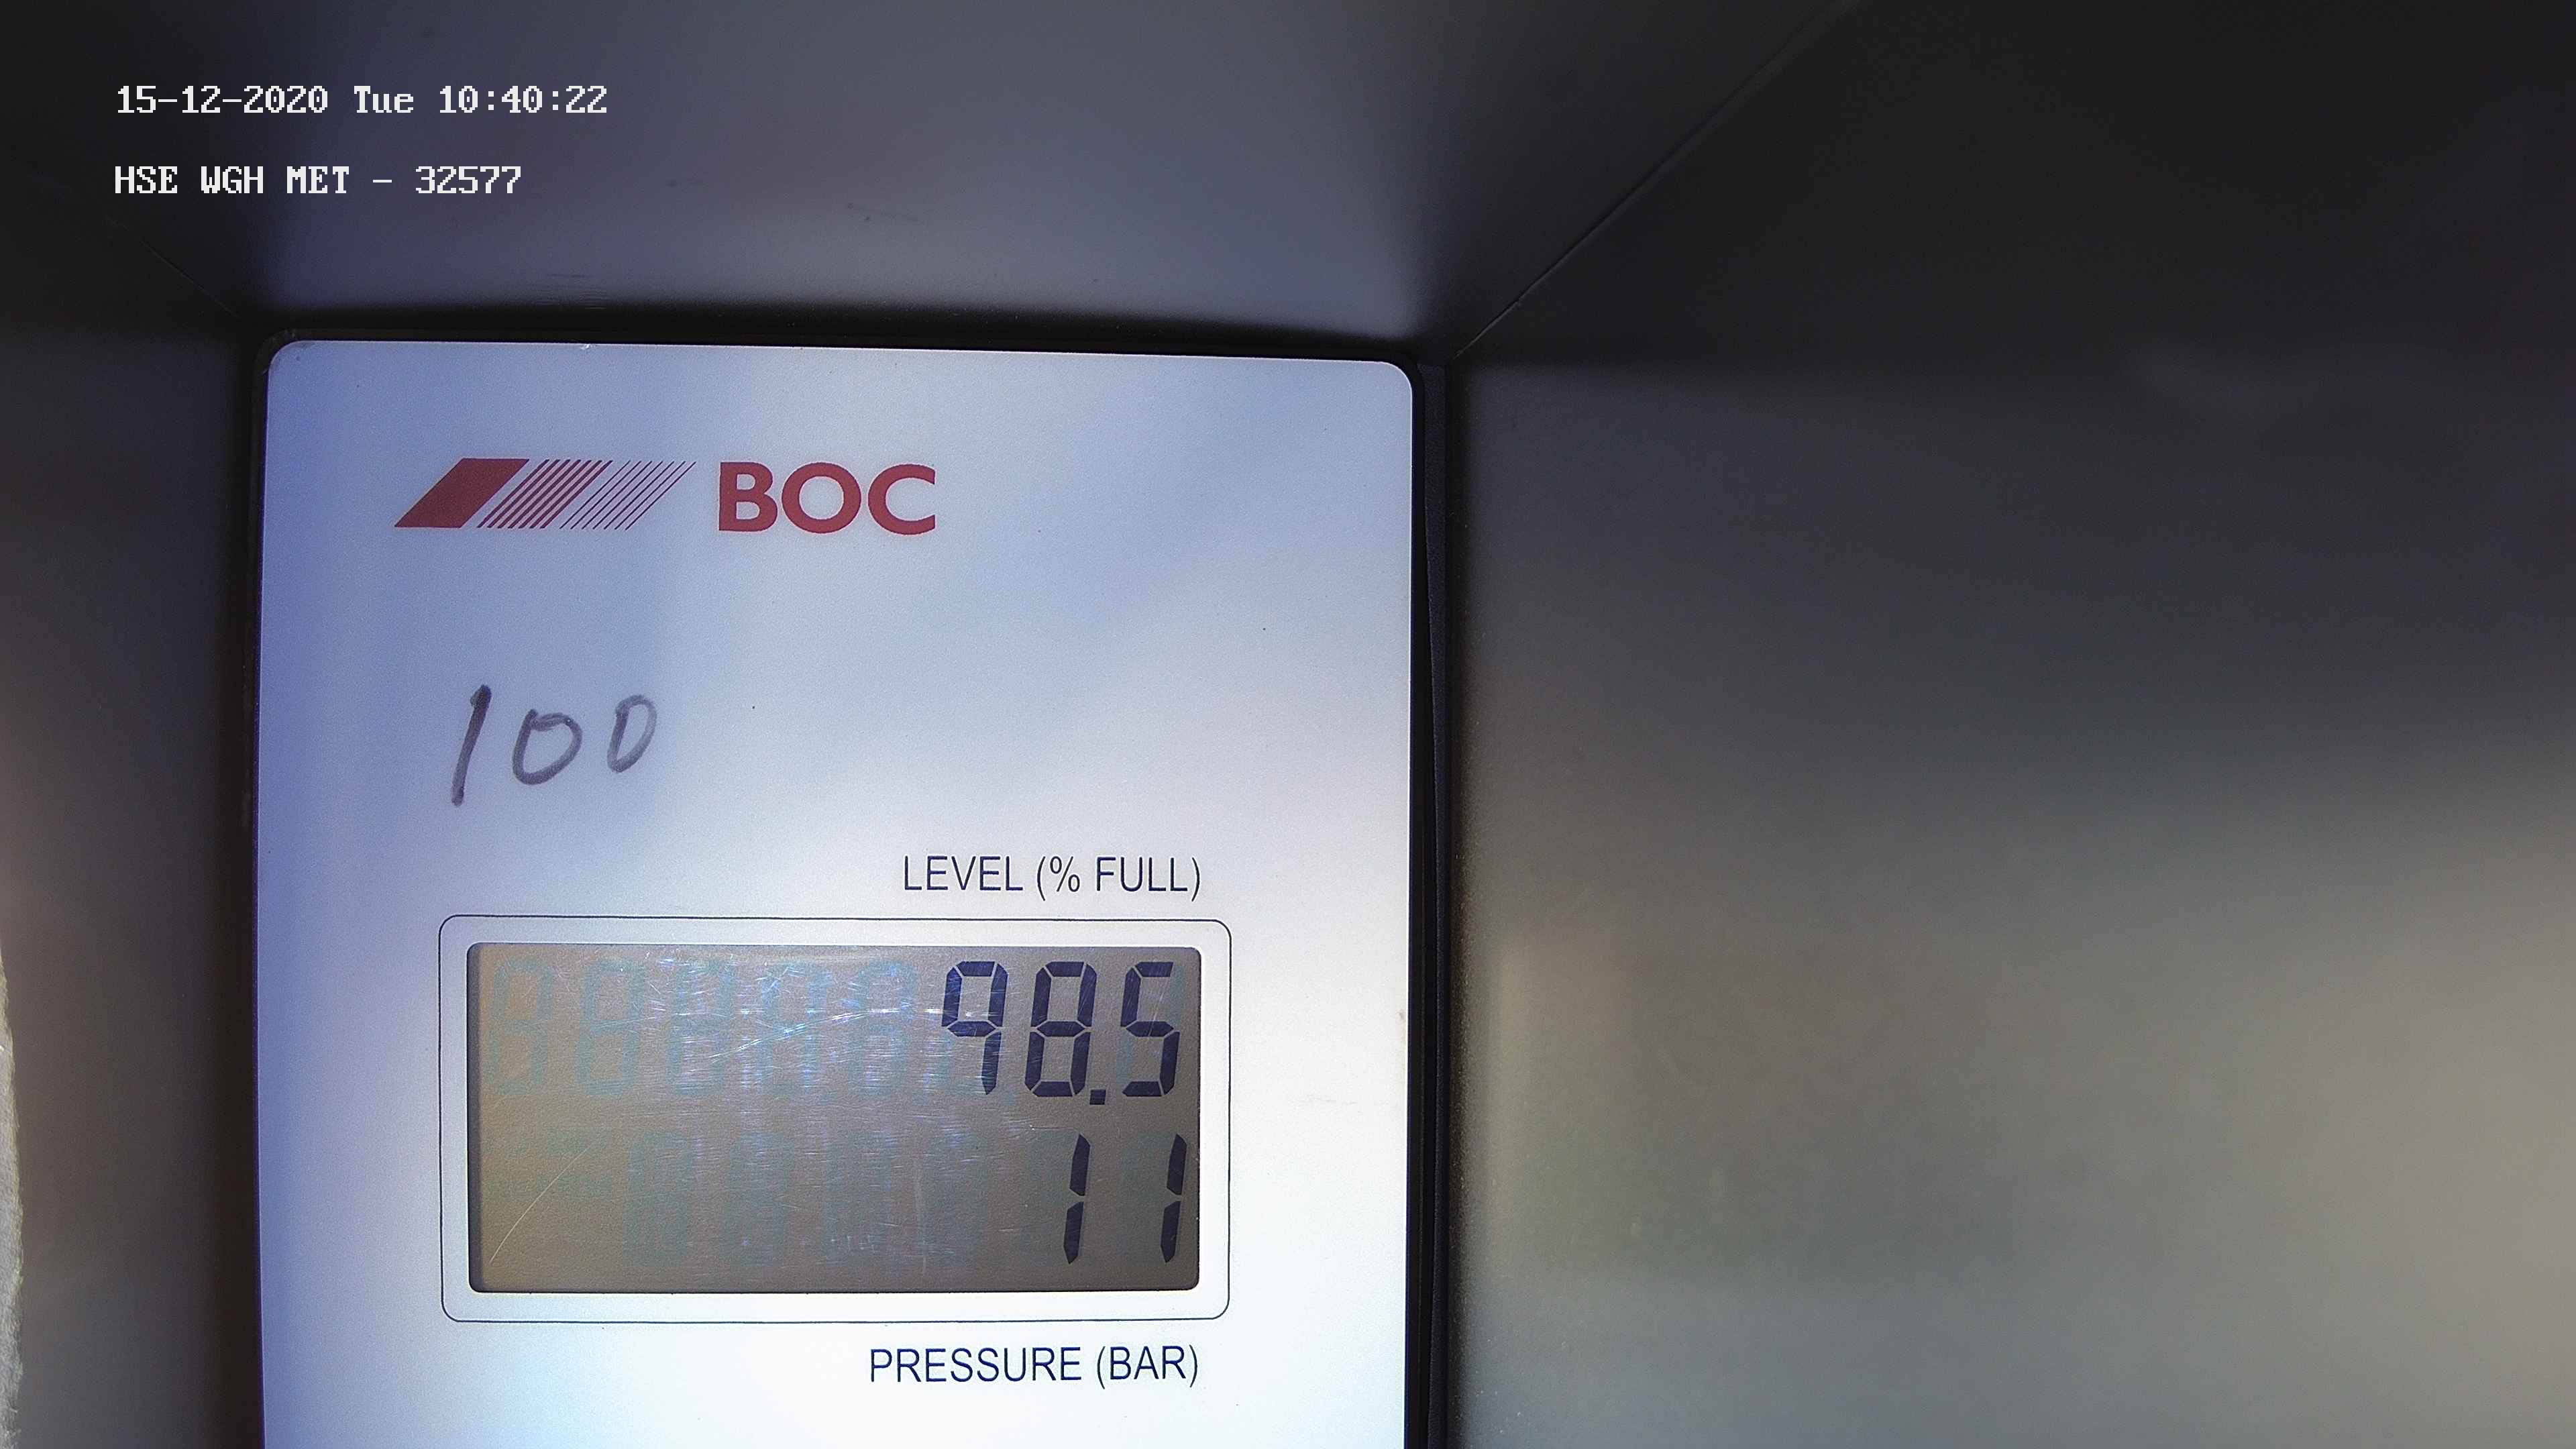 15-12-2020 Tue 10:40:22
HSE WGH MET - 32577
BOC
100
LEVEL (% FULL)
98.5
11
PRESSURE (BAR)